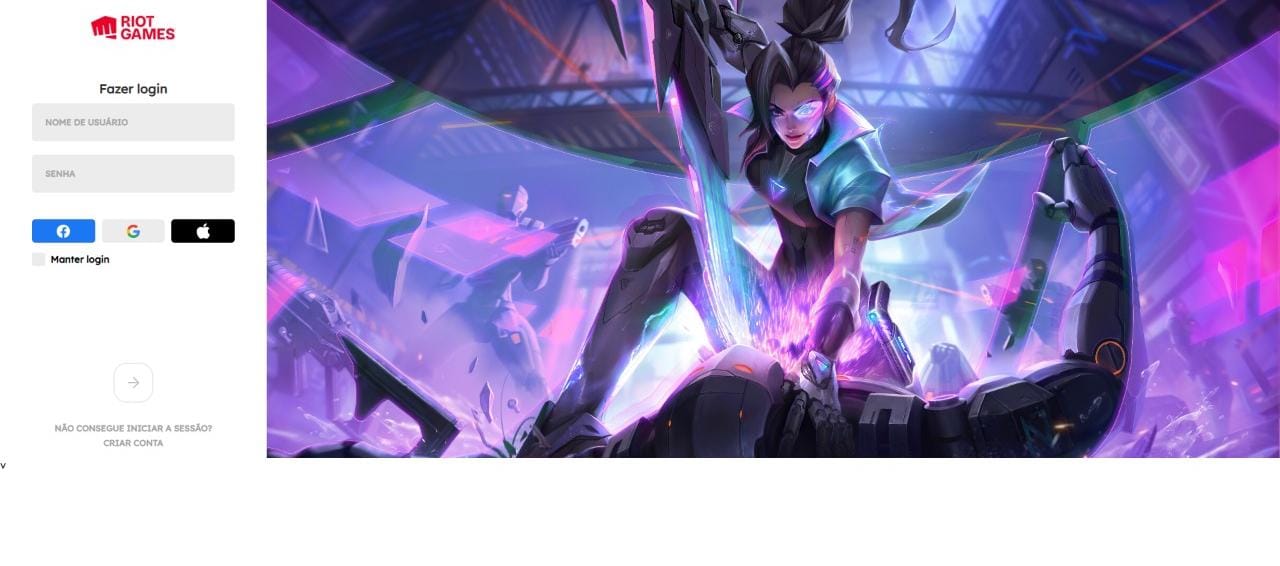 RIOT
GAMES
Fazer login
NOME DE USUÁRIO
SENHA
Manter login
NÃO CONSEGUE INICIAR A SESSÃO?
CRIAR CONTA
v